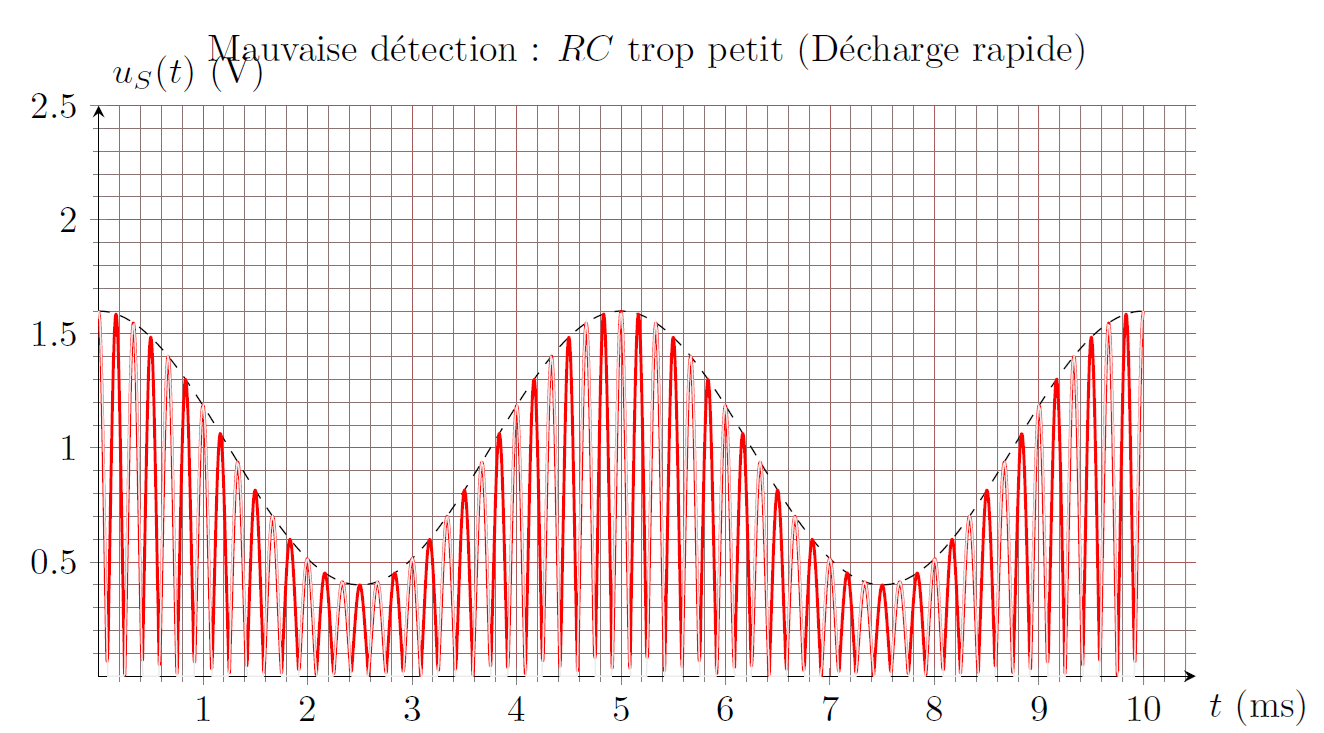 Mauvaise détection : RC trop petit (Décharge rapide)
u_S(t) (V)
2.5
2
1.5
1
0.5
1 2 3 4 5 6 7 8 9 10
t (ms)